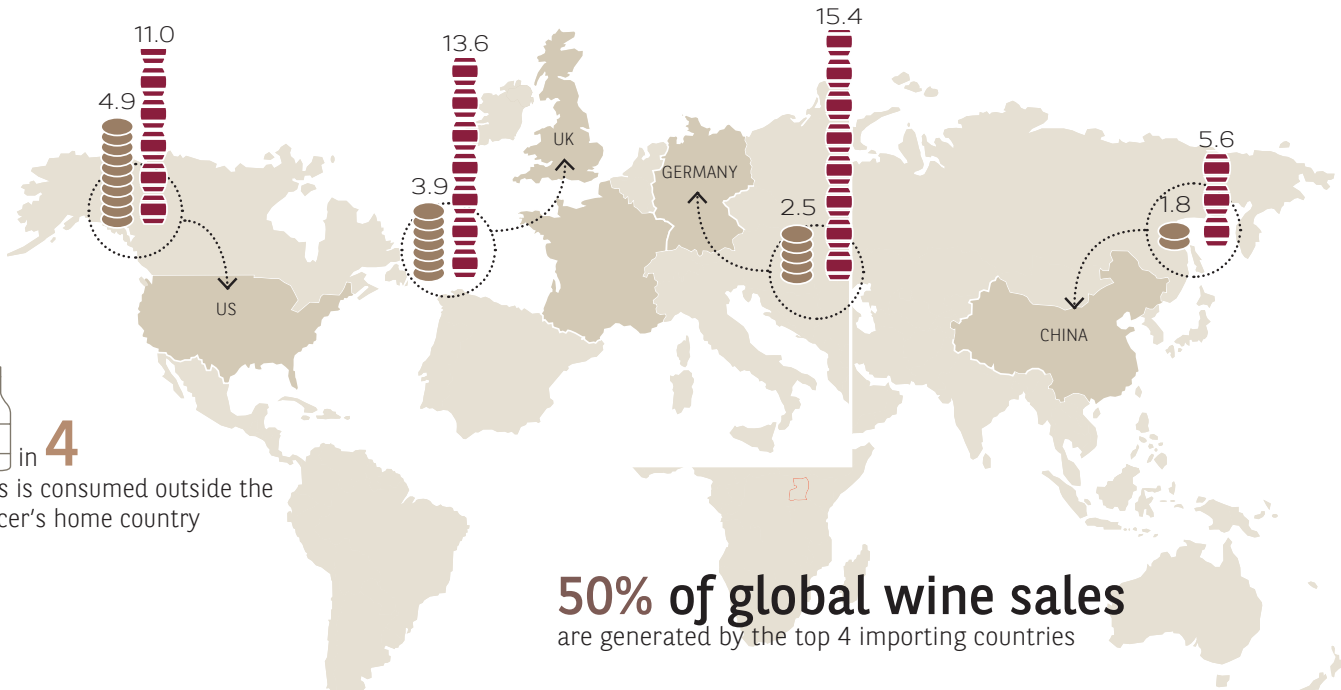 15.4
11.0
13.6
4.9
UK
5.6
GERMANY
3.9
2.5
1.8
US
CHINA
in 4
is consumed outside the
home country
50% of global wine sales
are generated by the top 4 importing countries